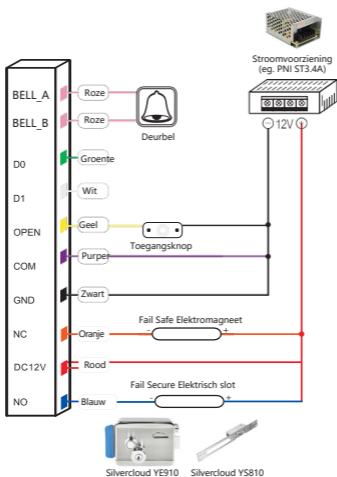 Stroomvoorziening
(eg. PNI ST3.4A)
- 12V +
BELL_A Roze
BELL_B Roze
Deurbel
D0 Groente
D1 Wit
OPEN Geel
Toegangsknop
COM Purper
GND Zwart
Fail Safe Elektromagneet
NC Oranje - +
DC12V Rood
Fail Secure Elektrisch slot
NO Blauw - +
Silvercloud YE910 Silvercloud YS810